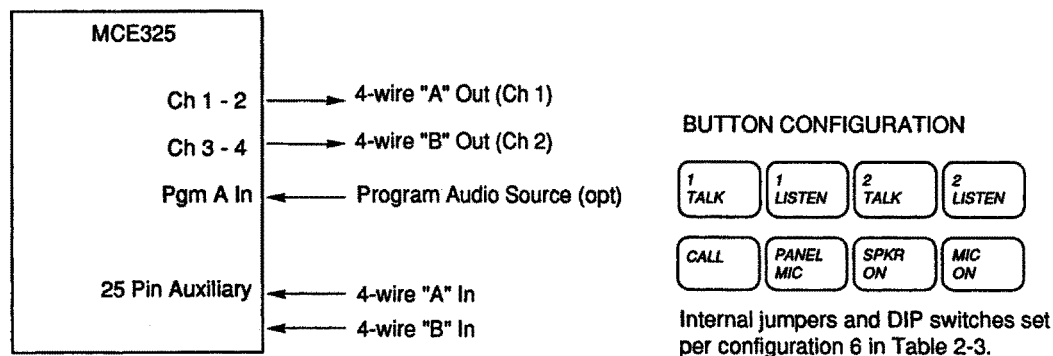 MCE325
Ch 1 - 2
4-wire "A" Out (Ch 1)
Ch 3 - 4
4-wire "B" Out (Ch 2)
Pgm A In
Program Audio Source (opt)
25 Pin Auxiliary
4-wire "A" In
4-wire "B" In
BUTTON CONFIGURATION
1 TALK
1 LISTEN
2 TALK
2 LISTEN
CALL
PANEL MIC
SPKR ON
MIC ON
Internal jumpers and DIP switches set
per configuration 6 in Table 2-3.